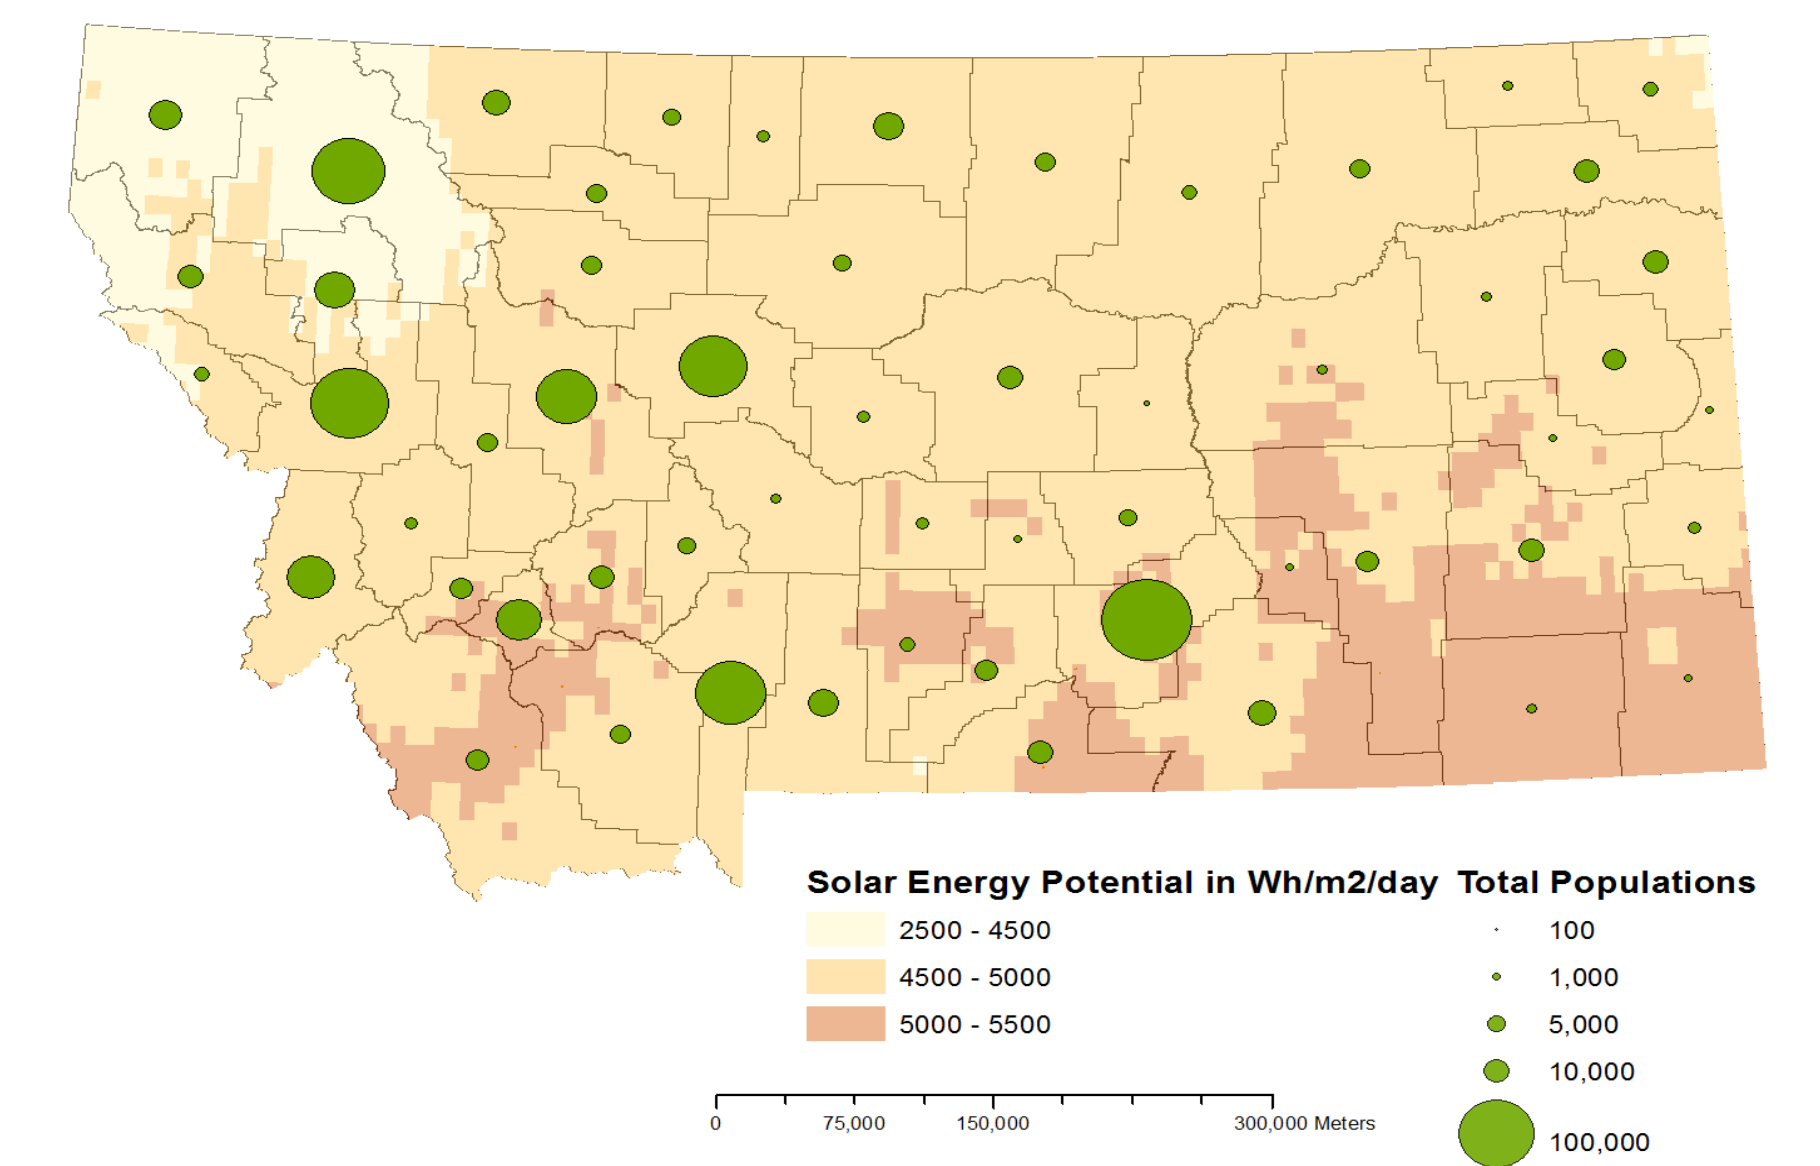 Solar Energy Potential in Wh/m2/day
2500 - 4500
4500 - 5000
5000 - 5500
Total Populations
100
1,000
5,000
10,000
100,000
0 75,000 150,000 300,000 Meters